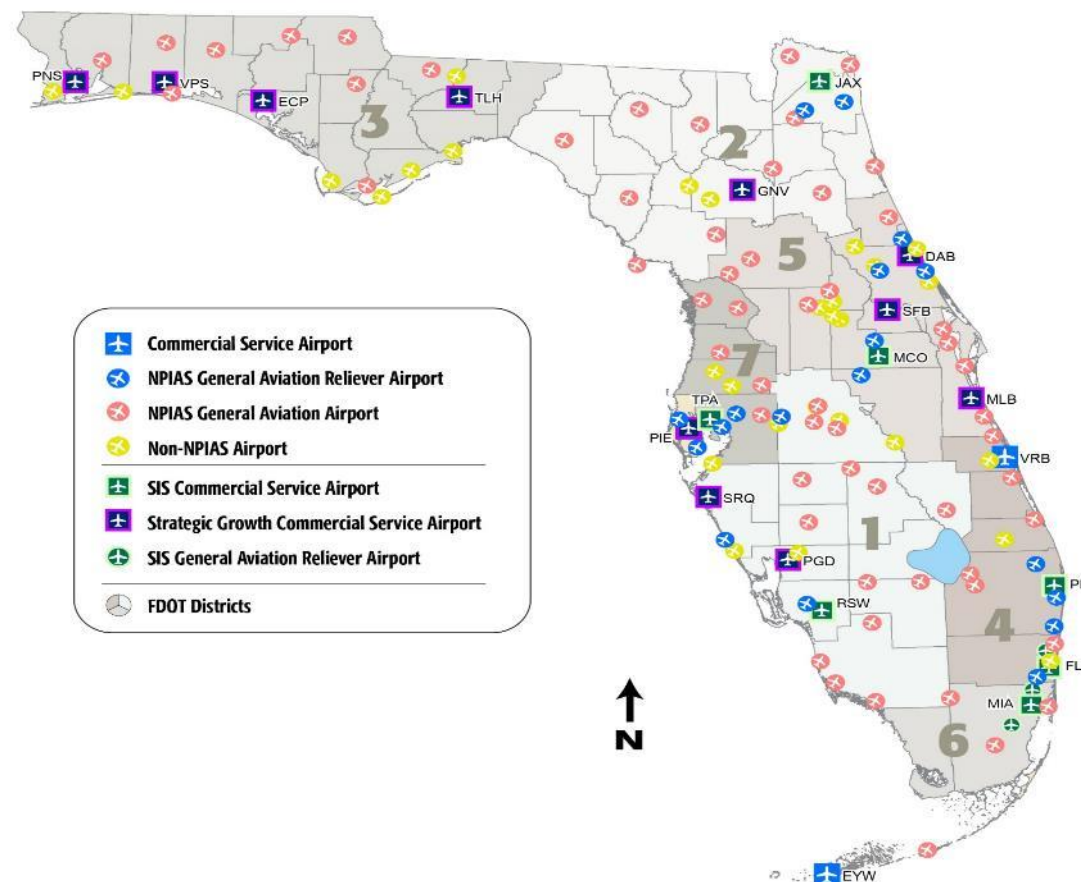 PNS
VPS
ECP
TLH
JAX
3
2
GNV
5
DAB
SFB
MCO
7
TPA
PIE
MLB
VRB
SRQ
1
PGD
RSW
4
FL
MIA
6
EYW
Commercial Service Airport
NPIAS General Aviation Reliever Airport
NPIAS General Aviation Airport
Non-NPIAS Airport
SIS Commercial Service Airport
Strategic Growth Commercial Service Airport
SIS General Aviation Reliever Airport
FDOT Districts
N